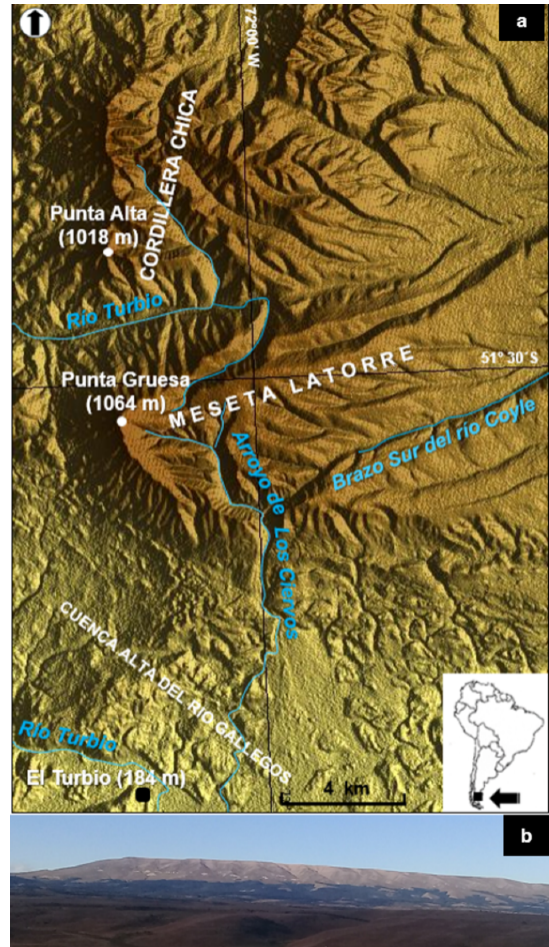 a
72°00' W
CORDILLERA CHICA
Punta Alta
(1018 m)
Río Turbio
51° 30´S
Punta Gruesa
(1064 m)
MESETA LATORRE
Brazo Sur del río Coyle
Arroyo de Los Ciervos
CUENCA ALTA DEL RIO GALLEGOS
Río Turbio
El Turbio (184 m)
4 km
b